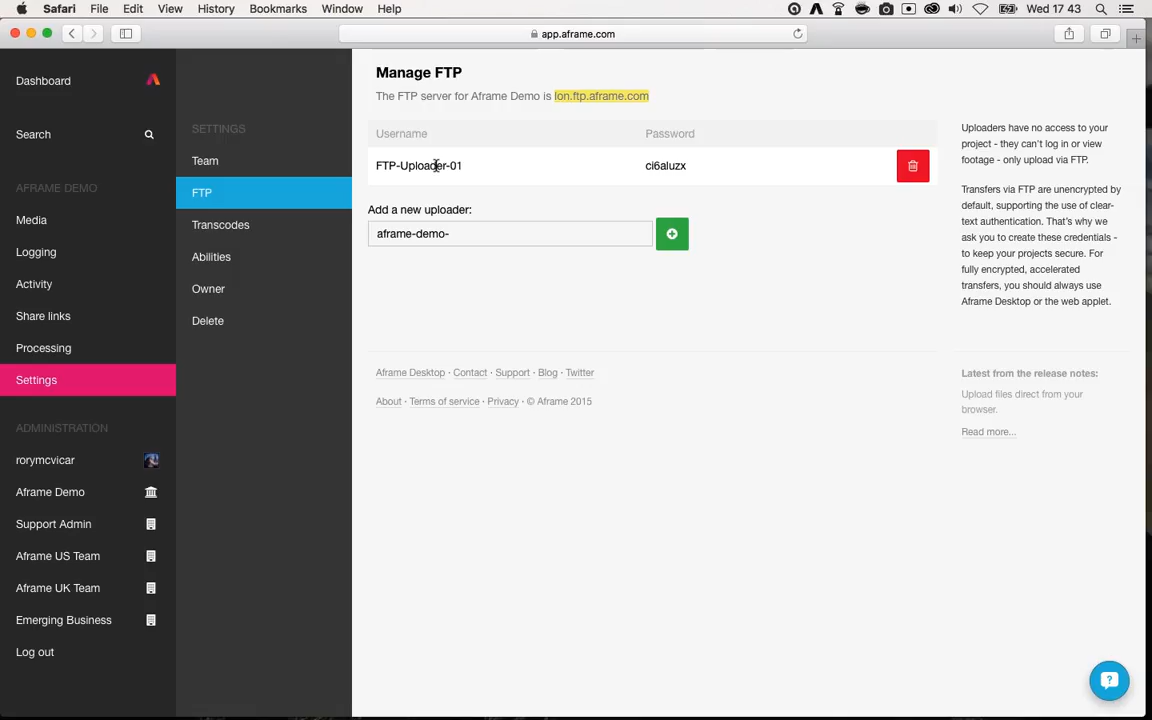 Safari File Edit View History Bookmarks Window Help Wed 17 43
app.aframe.com
Dashboard
Search
AFRAME DEMO
Media
Logging
Activity
Share links
Processing
Settings
ADMINISTRATION
rorymcvicar
Aframe Demo
Support Admin
Aframe US Team
Aframe UK Team
Emerging Business
Log out
SETTINGS
Team
FTP
Transcodes
Abilities
Owner
Delete
Manage FTP
The FTP server for Aframe Demo is lon.ftp.aframe.com
Username Password
FTP-Uploader-01 ci6aluzx
Add a new uploader:
aframe-demo-
Aframe Desktop · Contact · Support · Blog · Twitter
About · Terms of service · Privacy · © Aframe 2015
Uploaders have no access to your
project - they can't log in or view
footage - only upload via FTP.
Transfers via FTP are unencrypted by
default, supporting the use of clear-
text authentication. That's why we
ask you to create these credentials -
to keep your projects secure. For
fully encrypted, accelerated
transfers, you should always use
Aframe Desktop or the web applet.
Latest from the release notes:
Upload files direct from your
browser.
Read more...